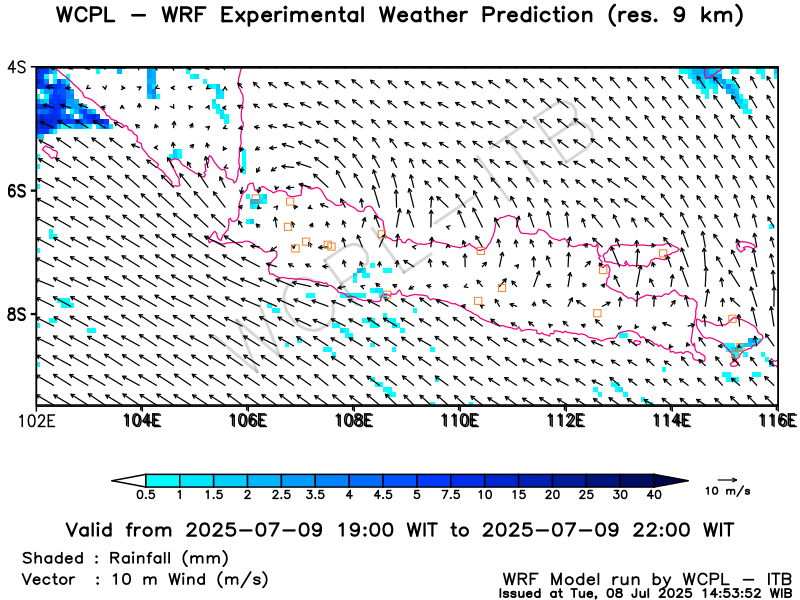 WCPL – WRF Experimental Weather Prediction (res. 9 km)
4S
6S
8S
WCPL–ITB
102E 104E 106E 108E 110E 112E 114E 116E
0.5 1 1.5 2 2.5 3.5 4 4.5 5 7.5 10 15 20 25 30 40
10 m/s
Valid from 2025–07–09 19:00 WIT to 2025–07–09 22:00 WIT
Shaded : Rainfall (mm)
Vector : 10 m Wind (m/s)
WRF Model run by WCPL – ITB
Issued at Tue, 08 Jul 2025 14:53:52 WIB